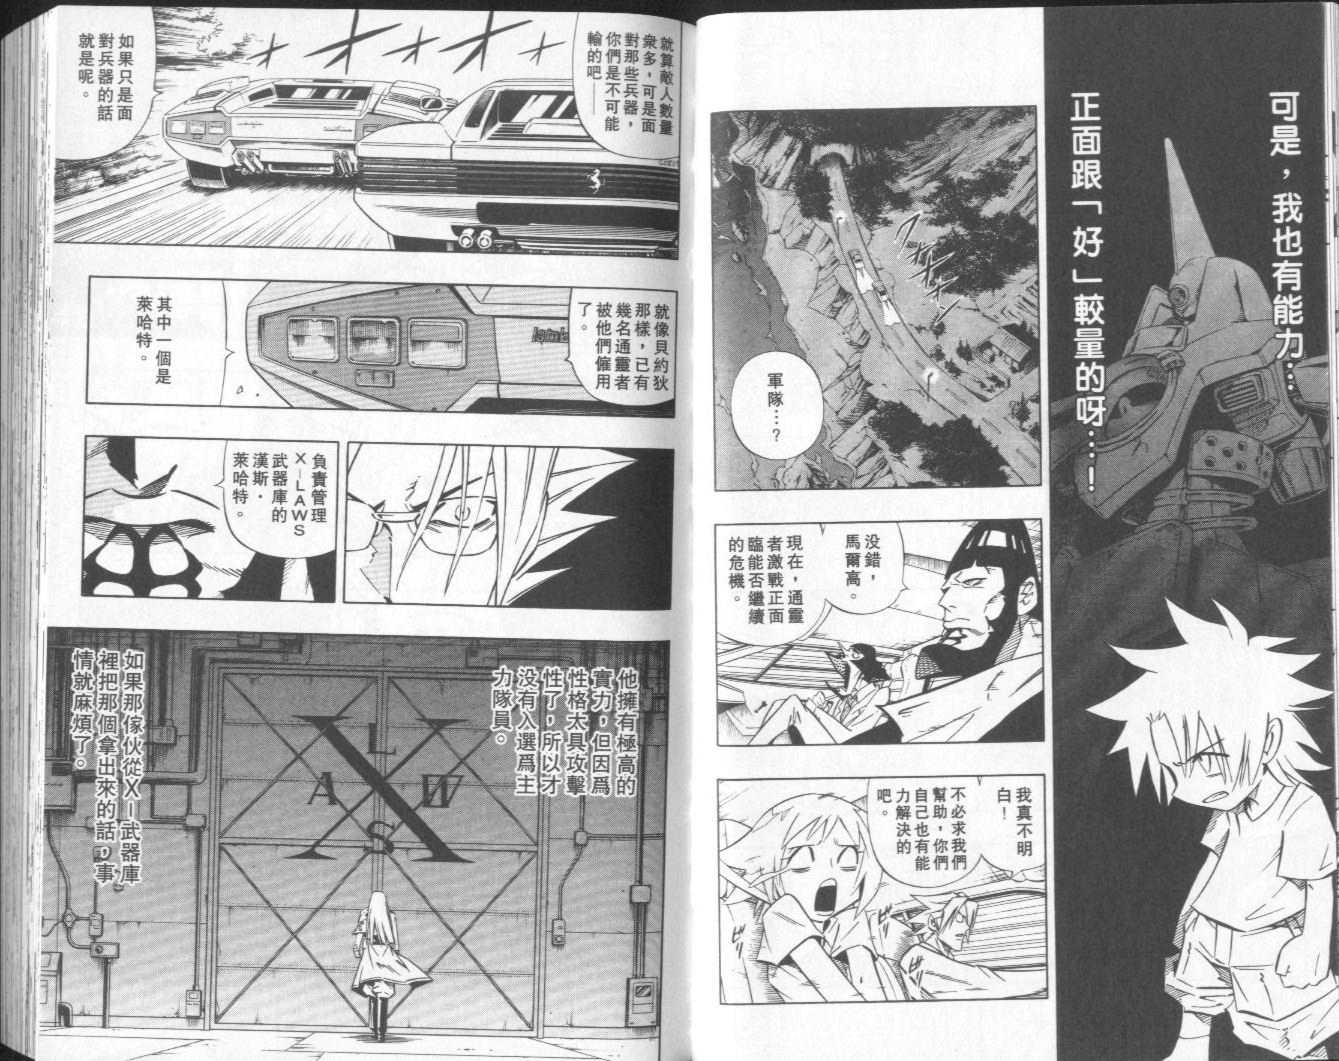 可是，我也有能力…
正面跟「好」較量的呀…！
軍隊…？
沒錯，
馬爾高。
現在，通靈
者激戰正面
臨能否繼續
的危機。
我真不明
白！
不必求我們
幫助，你們
自己也有能
力解決的
吧。
就算敵人數量
衆多，可是面
對那些兵器，
你們是不可能
輸的吧——
如果只是面
對兵器的話
就是呢。
就像貝約狄
那樣，已有
幾名通靈者
被他們僱用
了。
其中一個是
萊哈特。
負責管理
X-LAWS
武器庫的
漢斯．
萊哈特。
他擁有極高的
實力，但因爲
性格太具攻擊
性了，所以才
沒有入選爲主
力隊員。
X
L
A
W
S
如果那傢伙從X-武器庫
裡把那個拿出來的話，事
情就麻煩了。